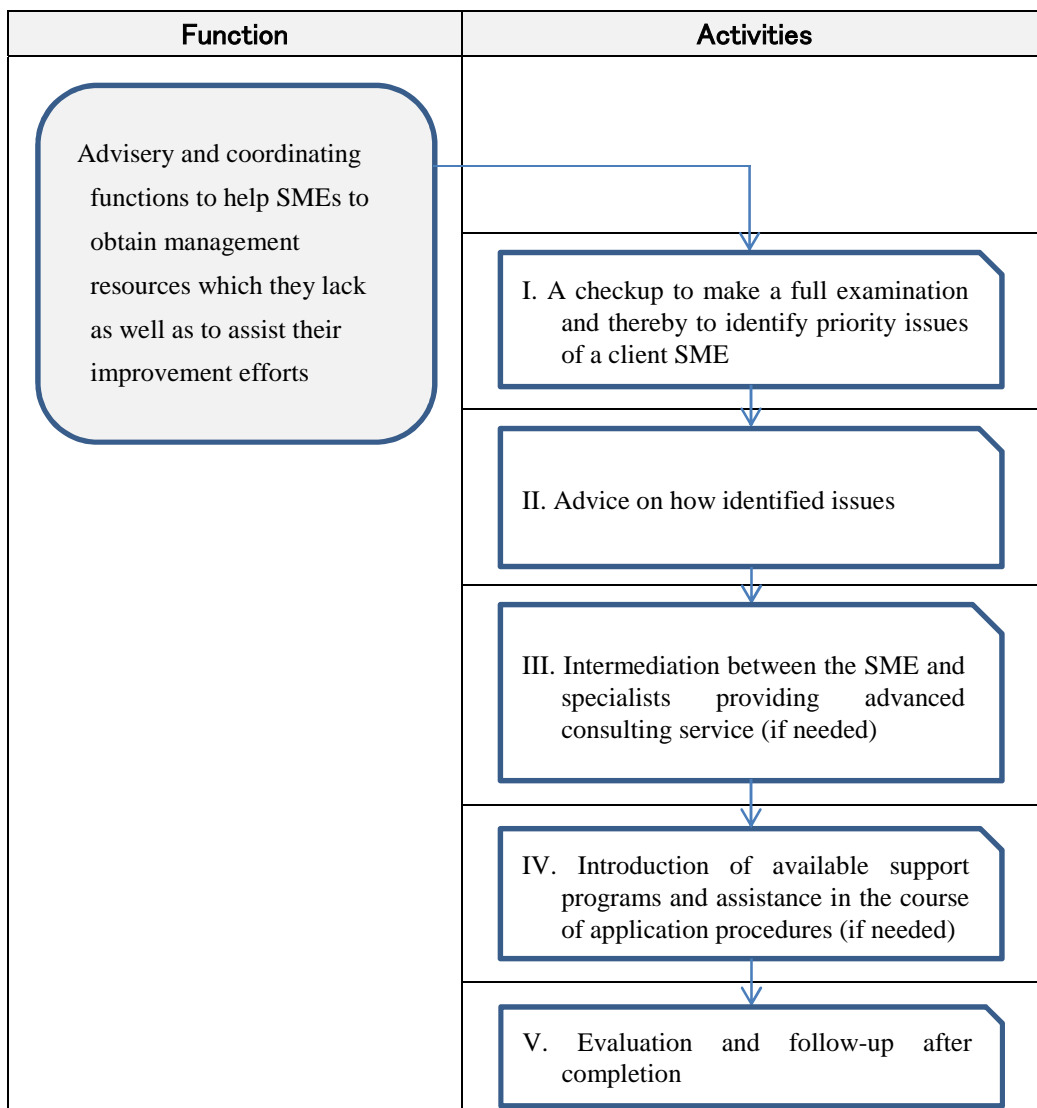 Function
Activities
Advisery and coordinating
functions to help SMEs to
obtain management
resources which they lack
as well as to assist their
improvement efforts
I. A checkup to make a full examination
and thereby to identify priority issues
of a client SME
II. Advice on how identified issues
III. Intermediation between the SME and
specialists providing advanced
consulting service (if needed)
IV. Introduction of available support
programs and assistance in the course
of application procedures (if needed)
V. Evaluation and follow-up after
completion